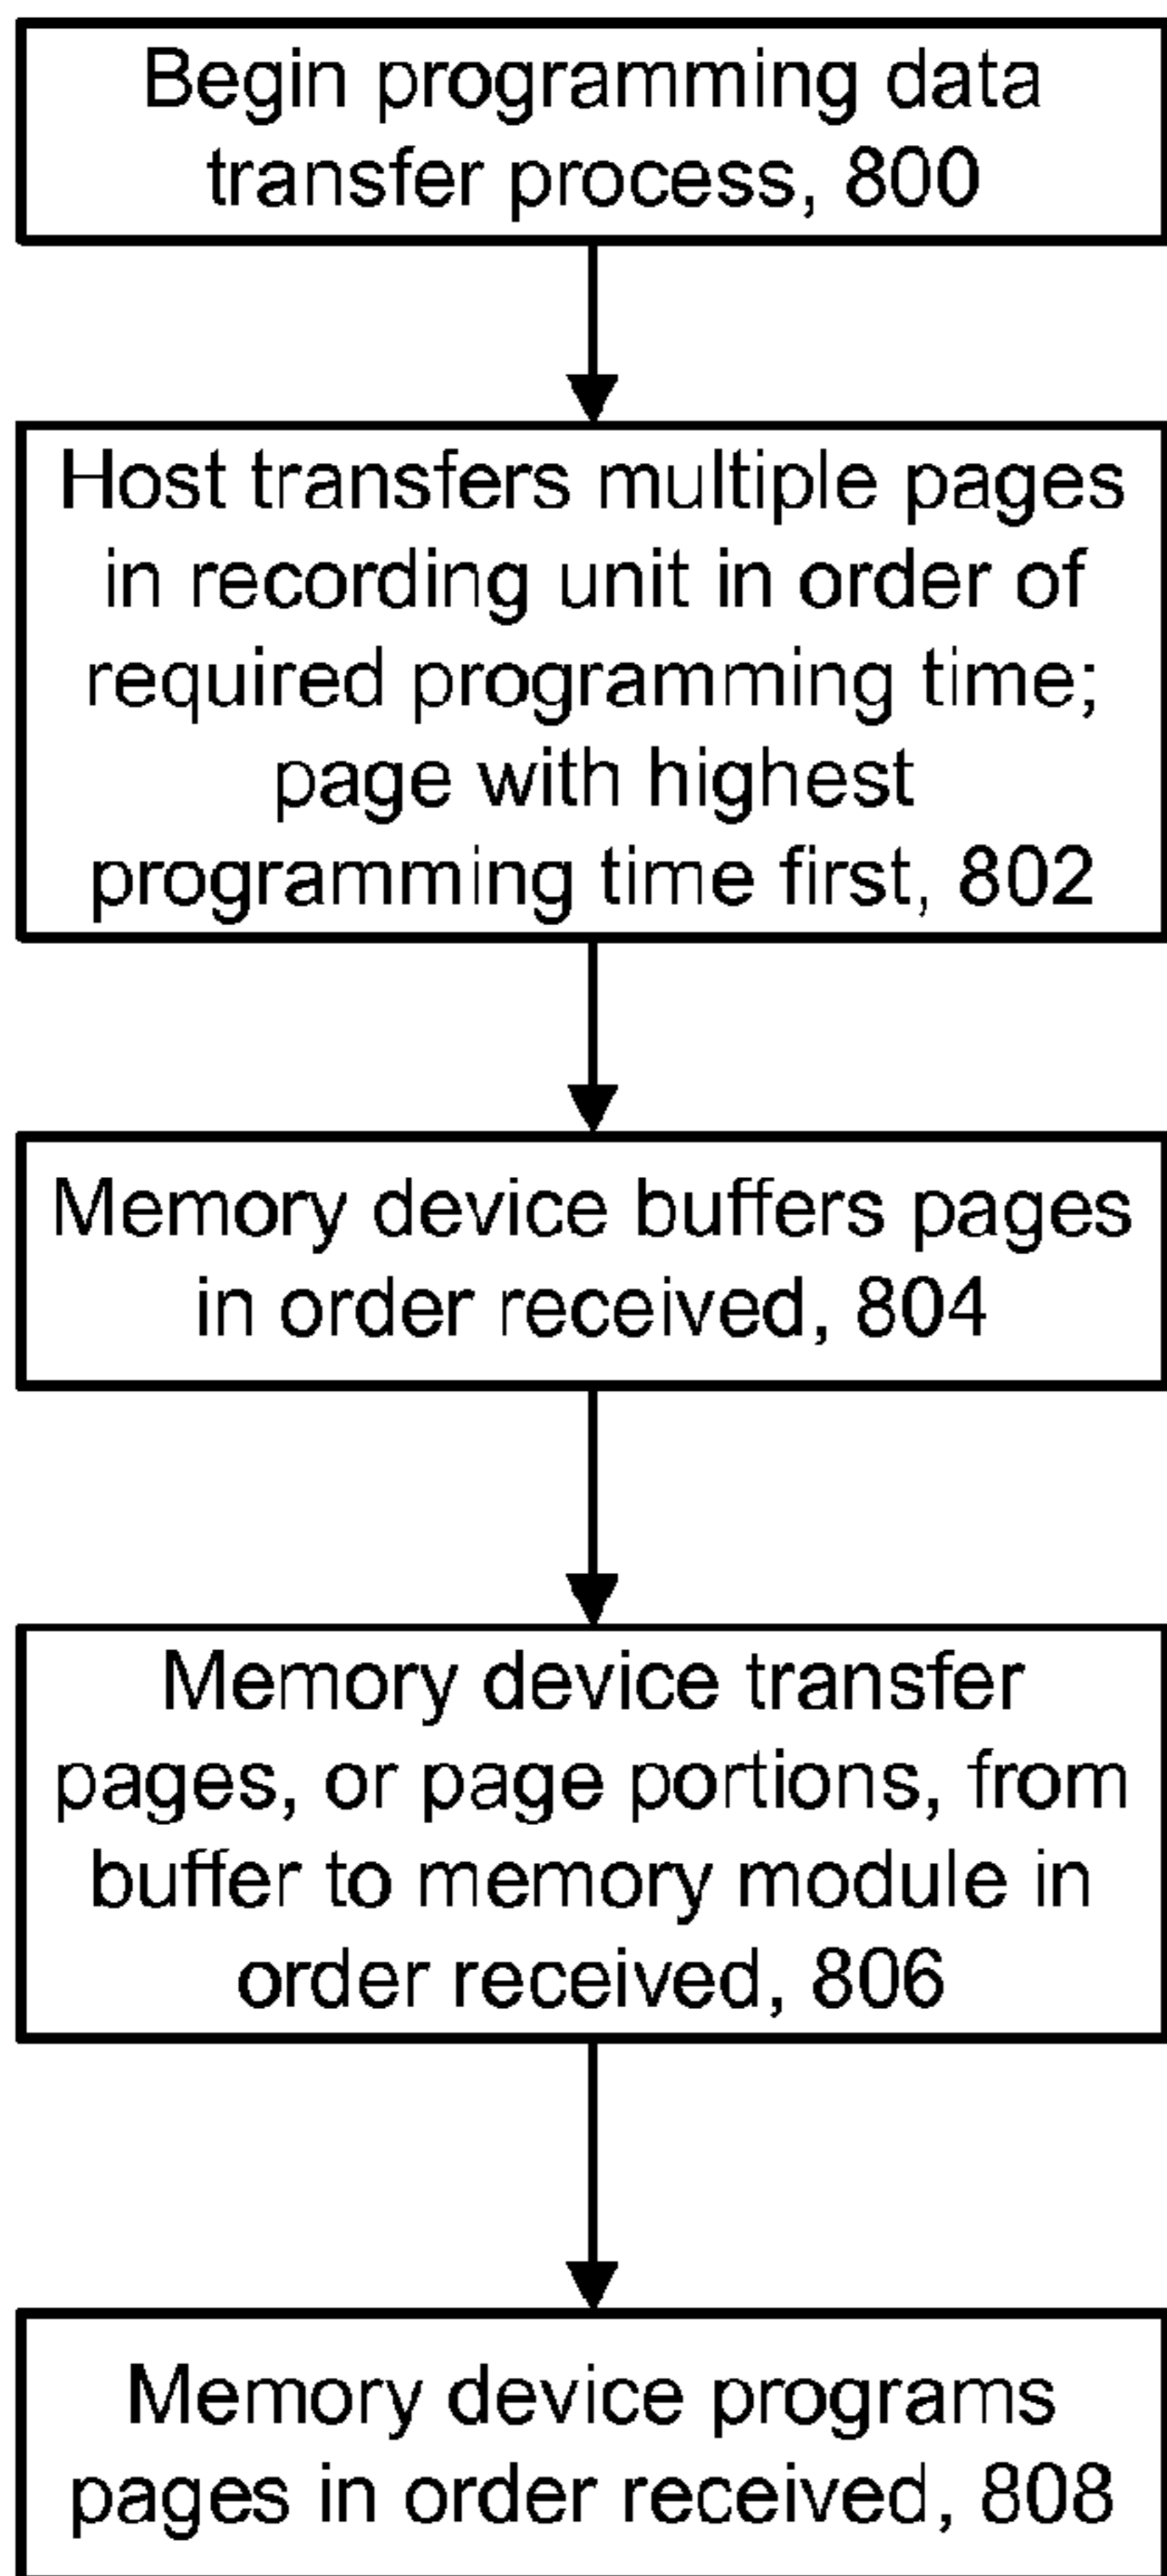 Begin programming data
transfer process, 800
Host transfers multiple pages
in recording unit in order of
required programming time;
page with highest
programming time first, 802
Memory device buffers pages
in order received, 804
Memory device transfer
pages, or page portions, from
buffer to memory module in
order received, 806
Memory device programs
pages in order received, 808